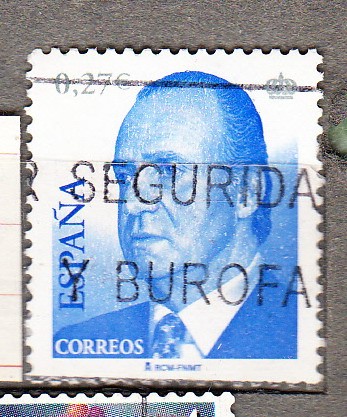 0,27€
R SEGURIDA
ESPAÑA
Y BUROFA
CORREOS
RCM-FNMT